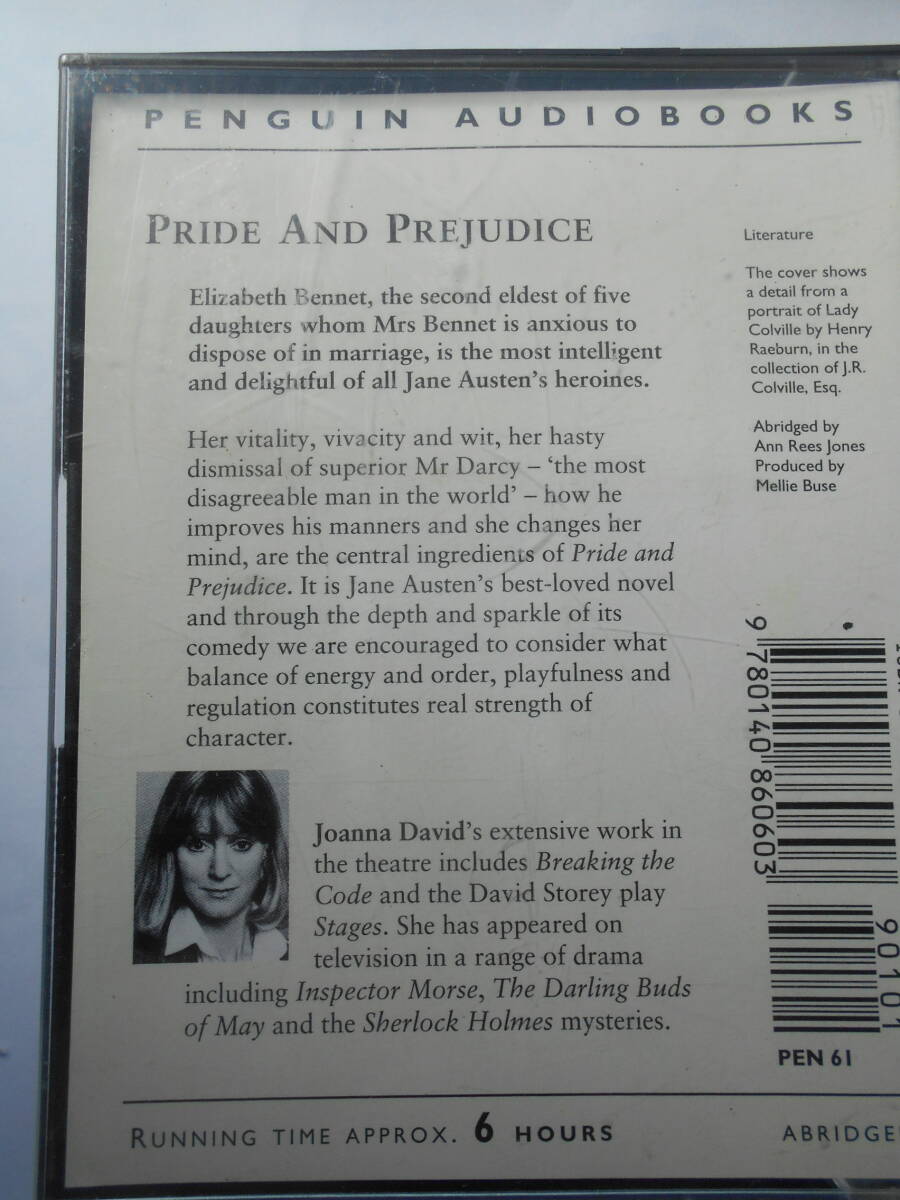 PENGUIN AUDIOBOOKS
PRIDE AND PREJUDICE
Elizabeth Bennet, the second eldest of five
daughters whom Mrs Bennet is anxious to
dispose of in marriage, is the most intelligent
and delightful of all Jane Austen's heroines.
Her vitality, vivacity and wit, her hasty
dismissal of superior Mr Darcy – 'the most
disagreeable man in the world' – how he
improves his manners and she changes her
mind, are the central ingredients of Pride and
Prejudice. It is Jane Austen's best-loved novel
and through the depth and sparkle of its
comedy we are encouraged to consider what
balance of energy and order, playfulness and
regulation constitutes real strength of
character.
Joanna David's extensive work in
the theatre includes Breaking the
Code and the David Storey play
Stages. She has appeared on
television in a range of drama
including Inspector Morse, The Darling Buds
of May and the Sherlock Holmes mysteries.
Literature
The cover shows
a detail from a
portrait of Lady
Colville by Henry
Raeburn, in the
collection of J.R.
Colville, Esq.
Abridged by
Ann Rees Jones
Produced by
Mellie Buse
9 780140 860603
90101
PEN 61
RUNNING TIME APPROX. 6 HOURS
ABRIDGE